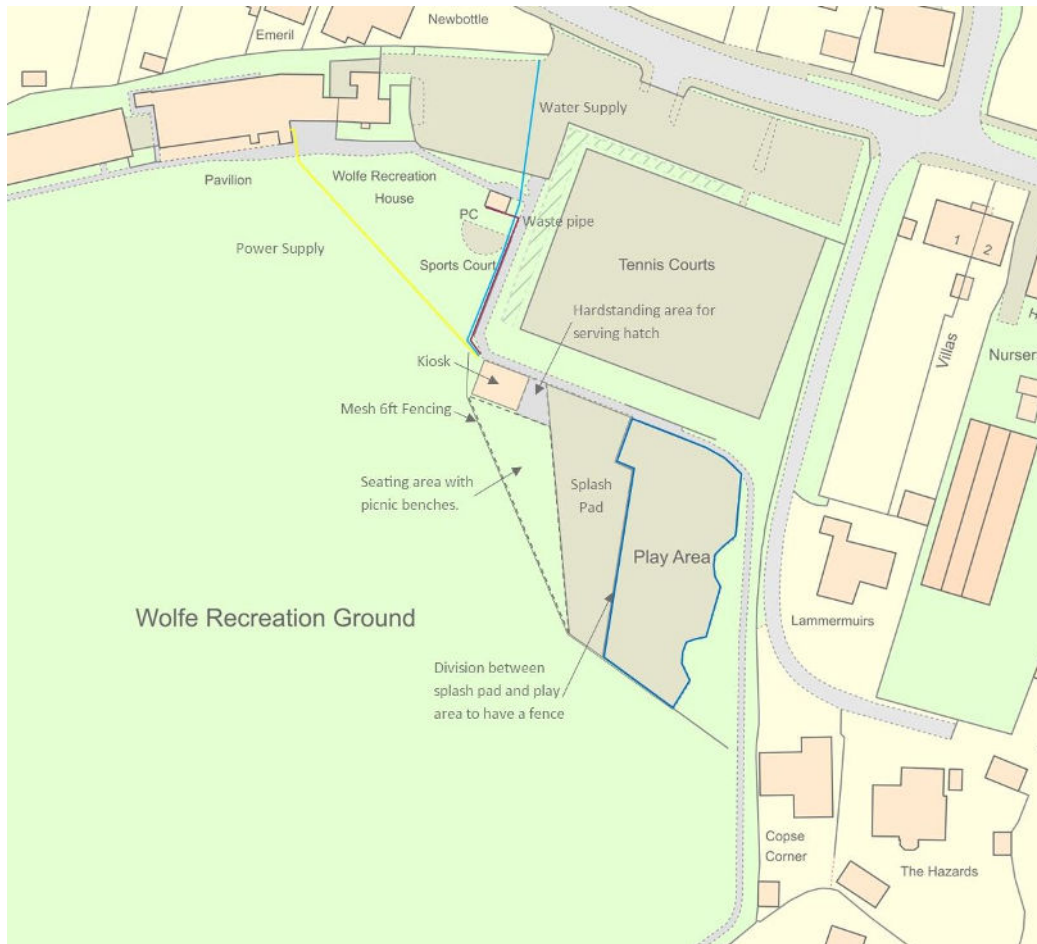 Newbottle
Emeril
Water Supply
Pavilion
Wolfe Recreation
House
PC
Waste pipe
Power Supply
Sports Court
Tennis Courts
1
2
Hardstanding area for
serving hatch
Villas
Nurser
Kiosk
Mesh 6ft Fencing
Seating area with
picnic benches.
Splash
Pad
Play Area
Wolfe Recreation Ground
Lammermuirs
Division between
splash pad and play
area to have a fence
Copse
Corner
The Hazards